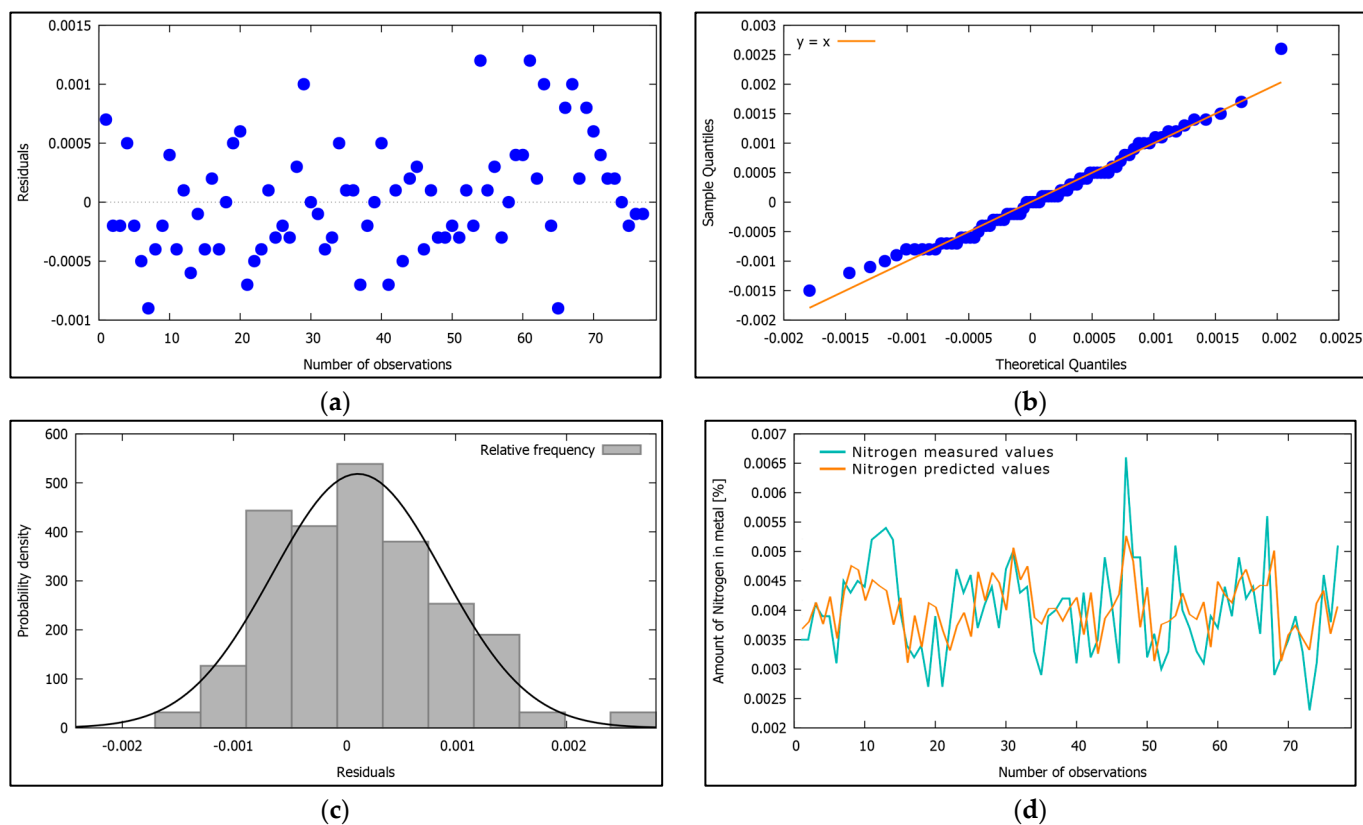 0.0015
0.001
0.0005
0
-0.0005
-0.001
Residuals
0 10 20 30 40 50 60 70
Number of observations
(a)
0.003
0.0025
0.002
0.0015
0.001
0.0005
0
-0.0005
-0.001
-0.0015
-0.002
y = x
Sample Quantiles
-0.002 -0.0015 -0.001 -0.0005 0 0.0005 0.001 0.0015 0.002 0.0025
Theoretical Quantiles
(b)
600
500
400
300
200
100
0
Relative frequency
Probability density
-0.002 -0.001 0 0.001 0.002
Residuals
(c)
0.007
0.0065
0.006
0.0055
0.005
0.0045
0.004
0.0035
0.003
0.0025
0.002
Nitrogen measured values
Nitrogen predicted values
Amount of Nitrogen in metal [%]
0 10 20 30 40 50 60 70
Number of observations
(d)